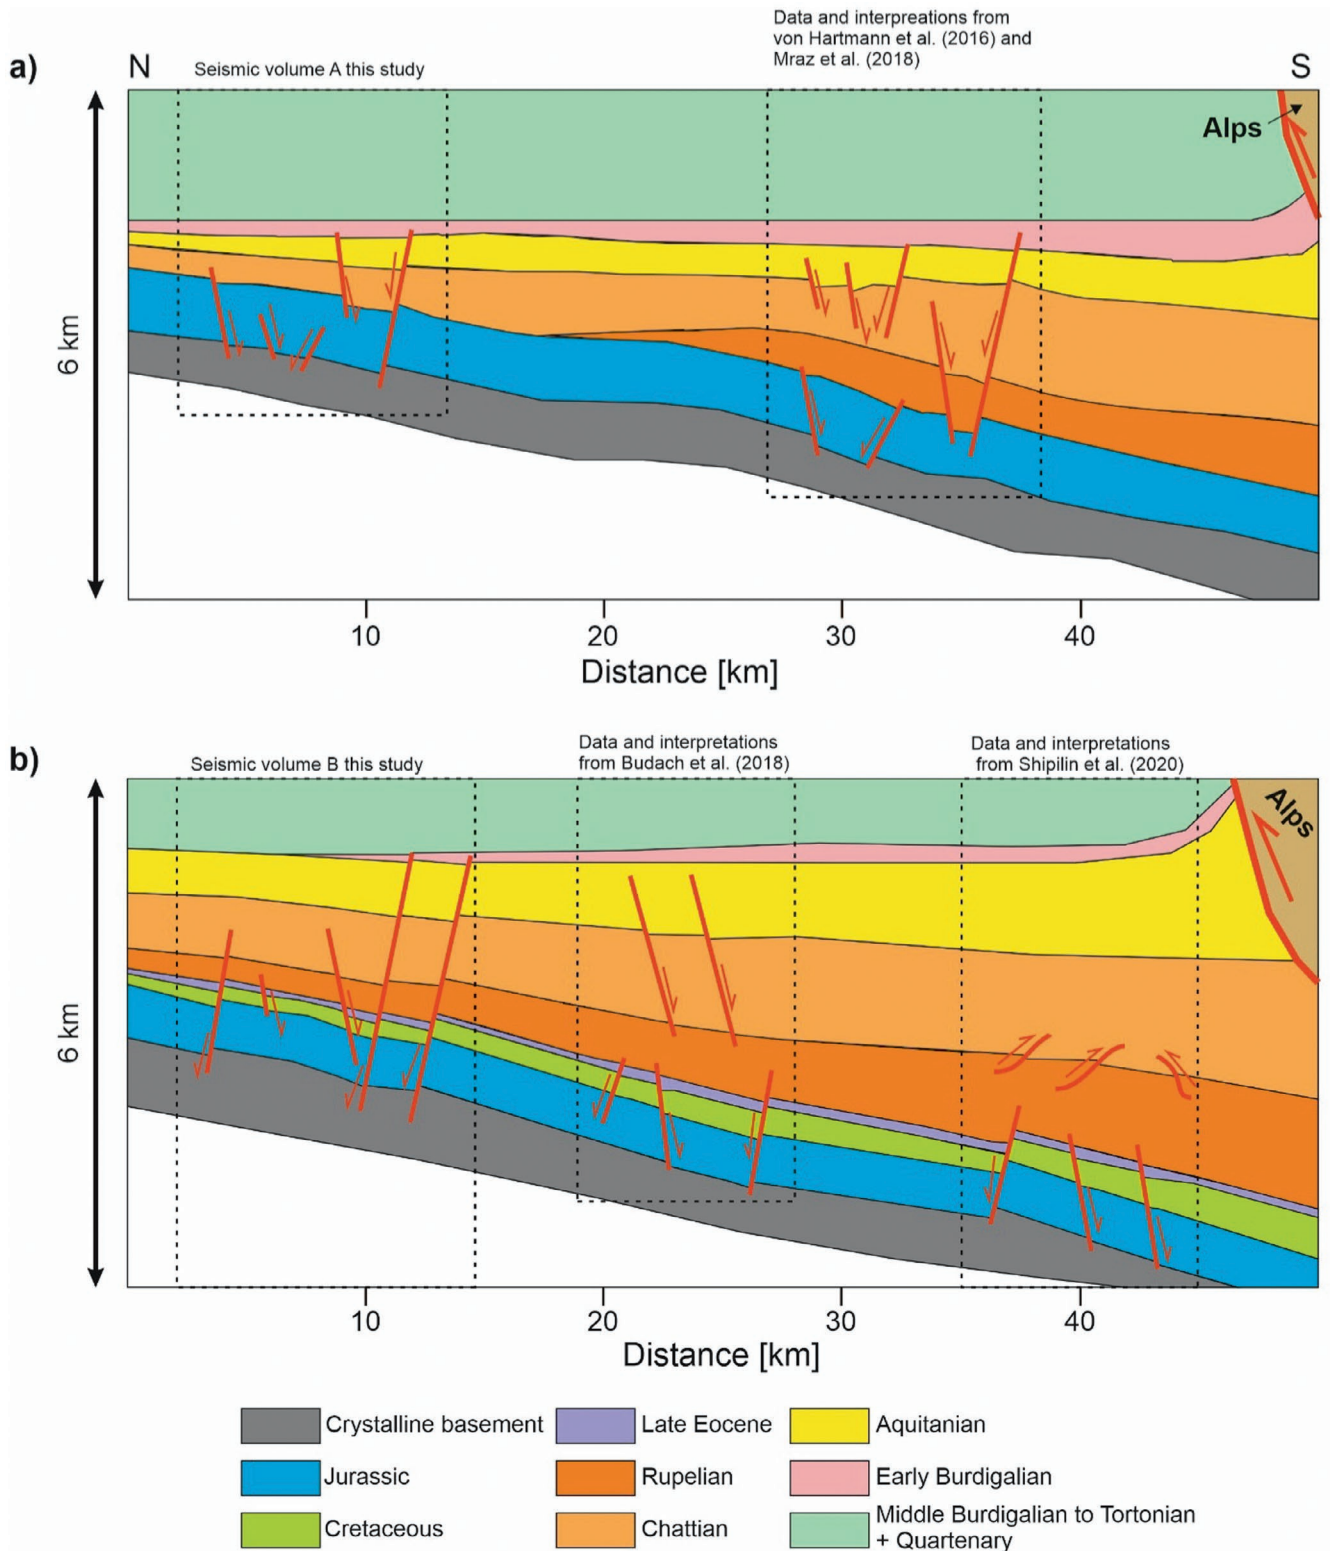 Data and interpreations from
von Hartmann et al. (2016) and
Mraz et al. (2018)
a)
N
Seismic volume A this study
S
Alps
6 km
10
20
30
40
Distance [km]
b)
Seismic volume B this study
Data and interpretations
from Budach et al. (2018)
Data and interpretations
from Shipilin et al. (2020)
Alps
6 km
10
20
30
40
Distance [km]
Crystalline basement
Late Eocene
Aquitanian
Jurassic
Rupelian
Early Burdigalian
Cretaceous
Chattian
Middle Burdigalian to Tortonian
+ Quartenary